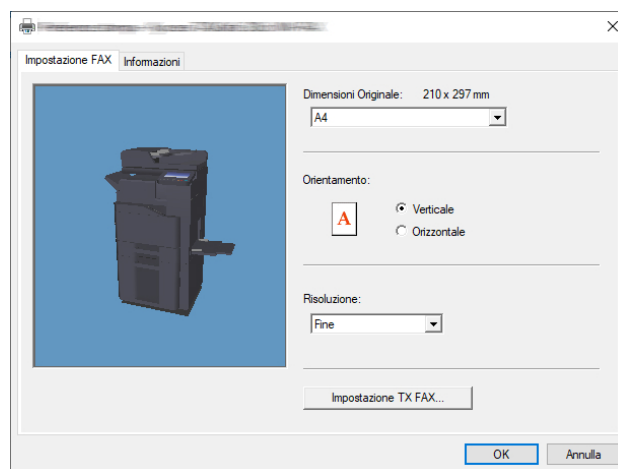 Impostazione FAX
Informazioni
Dimensioni Originale: 210 x 297 mm
A4
Orientamento:
A
Verticale
Orizzontale
Risoluzione:
Fine
Impostazione TX FAX...
OK
Annulla